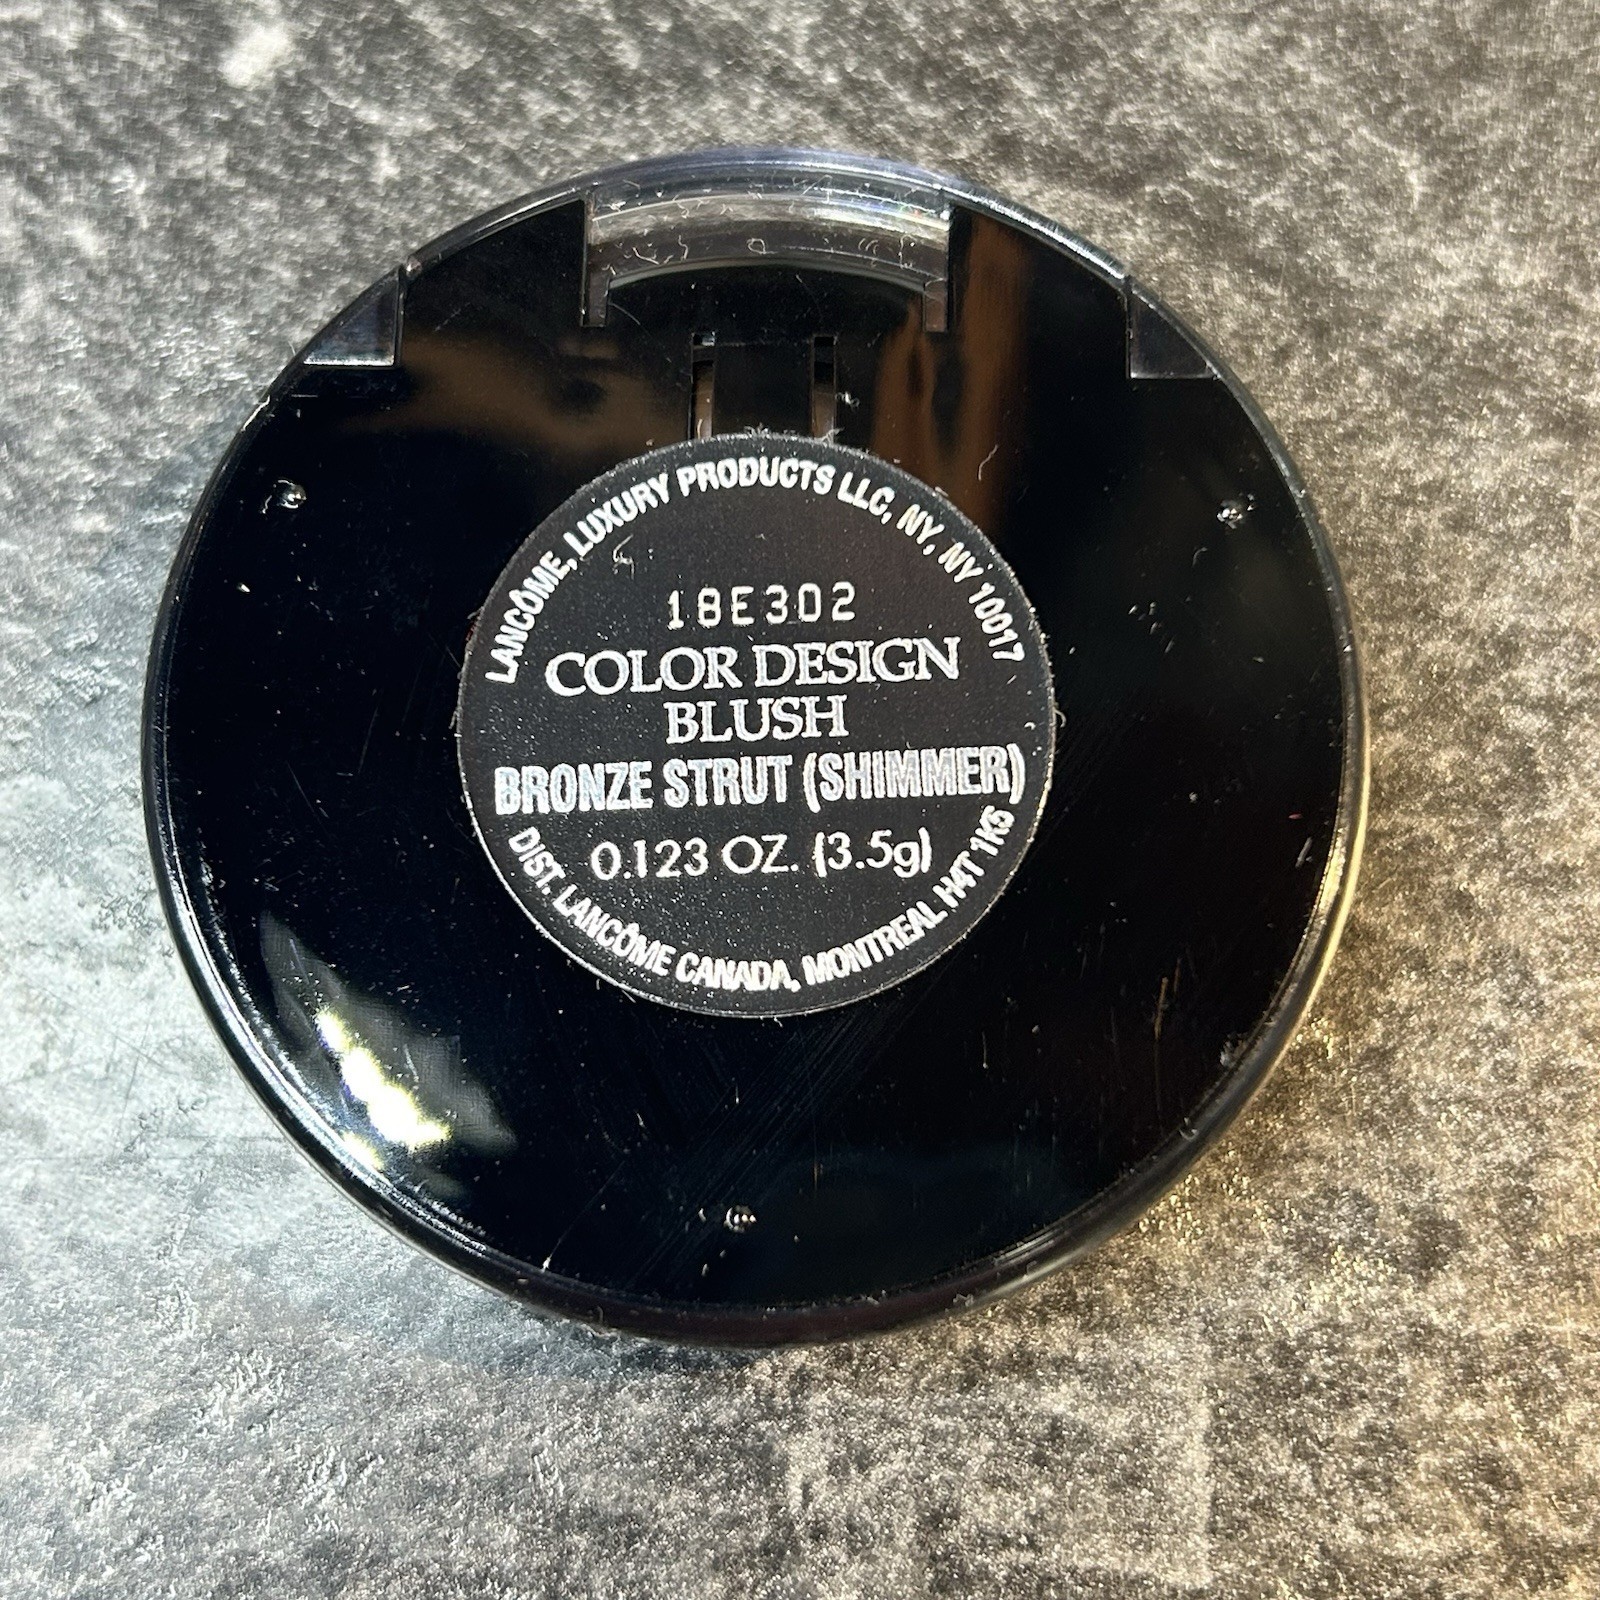 LANCÔME, LUXURY PRODUCTS LLC, NY, NY 10017
18E302
COLOR DESIGN
BLUSH
BRONZE STRUT (SHIMMER)
0.123 OZ. (3.5g)
DIST. LANCÔME CANADA, MONTREAL H4T 1K5